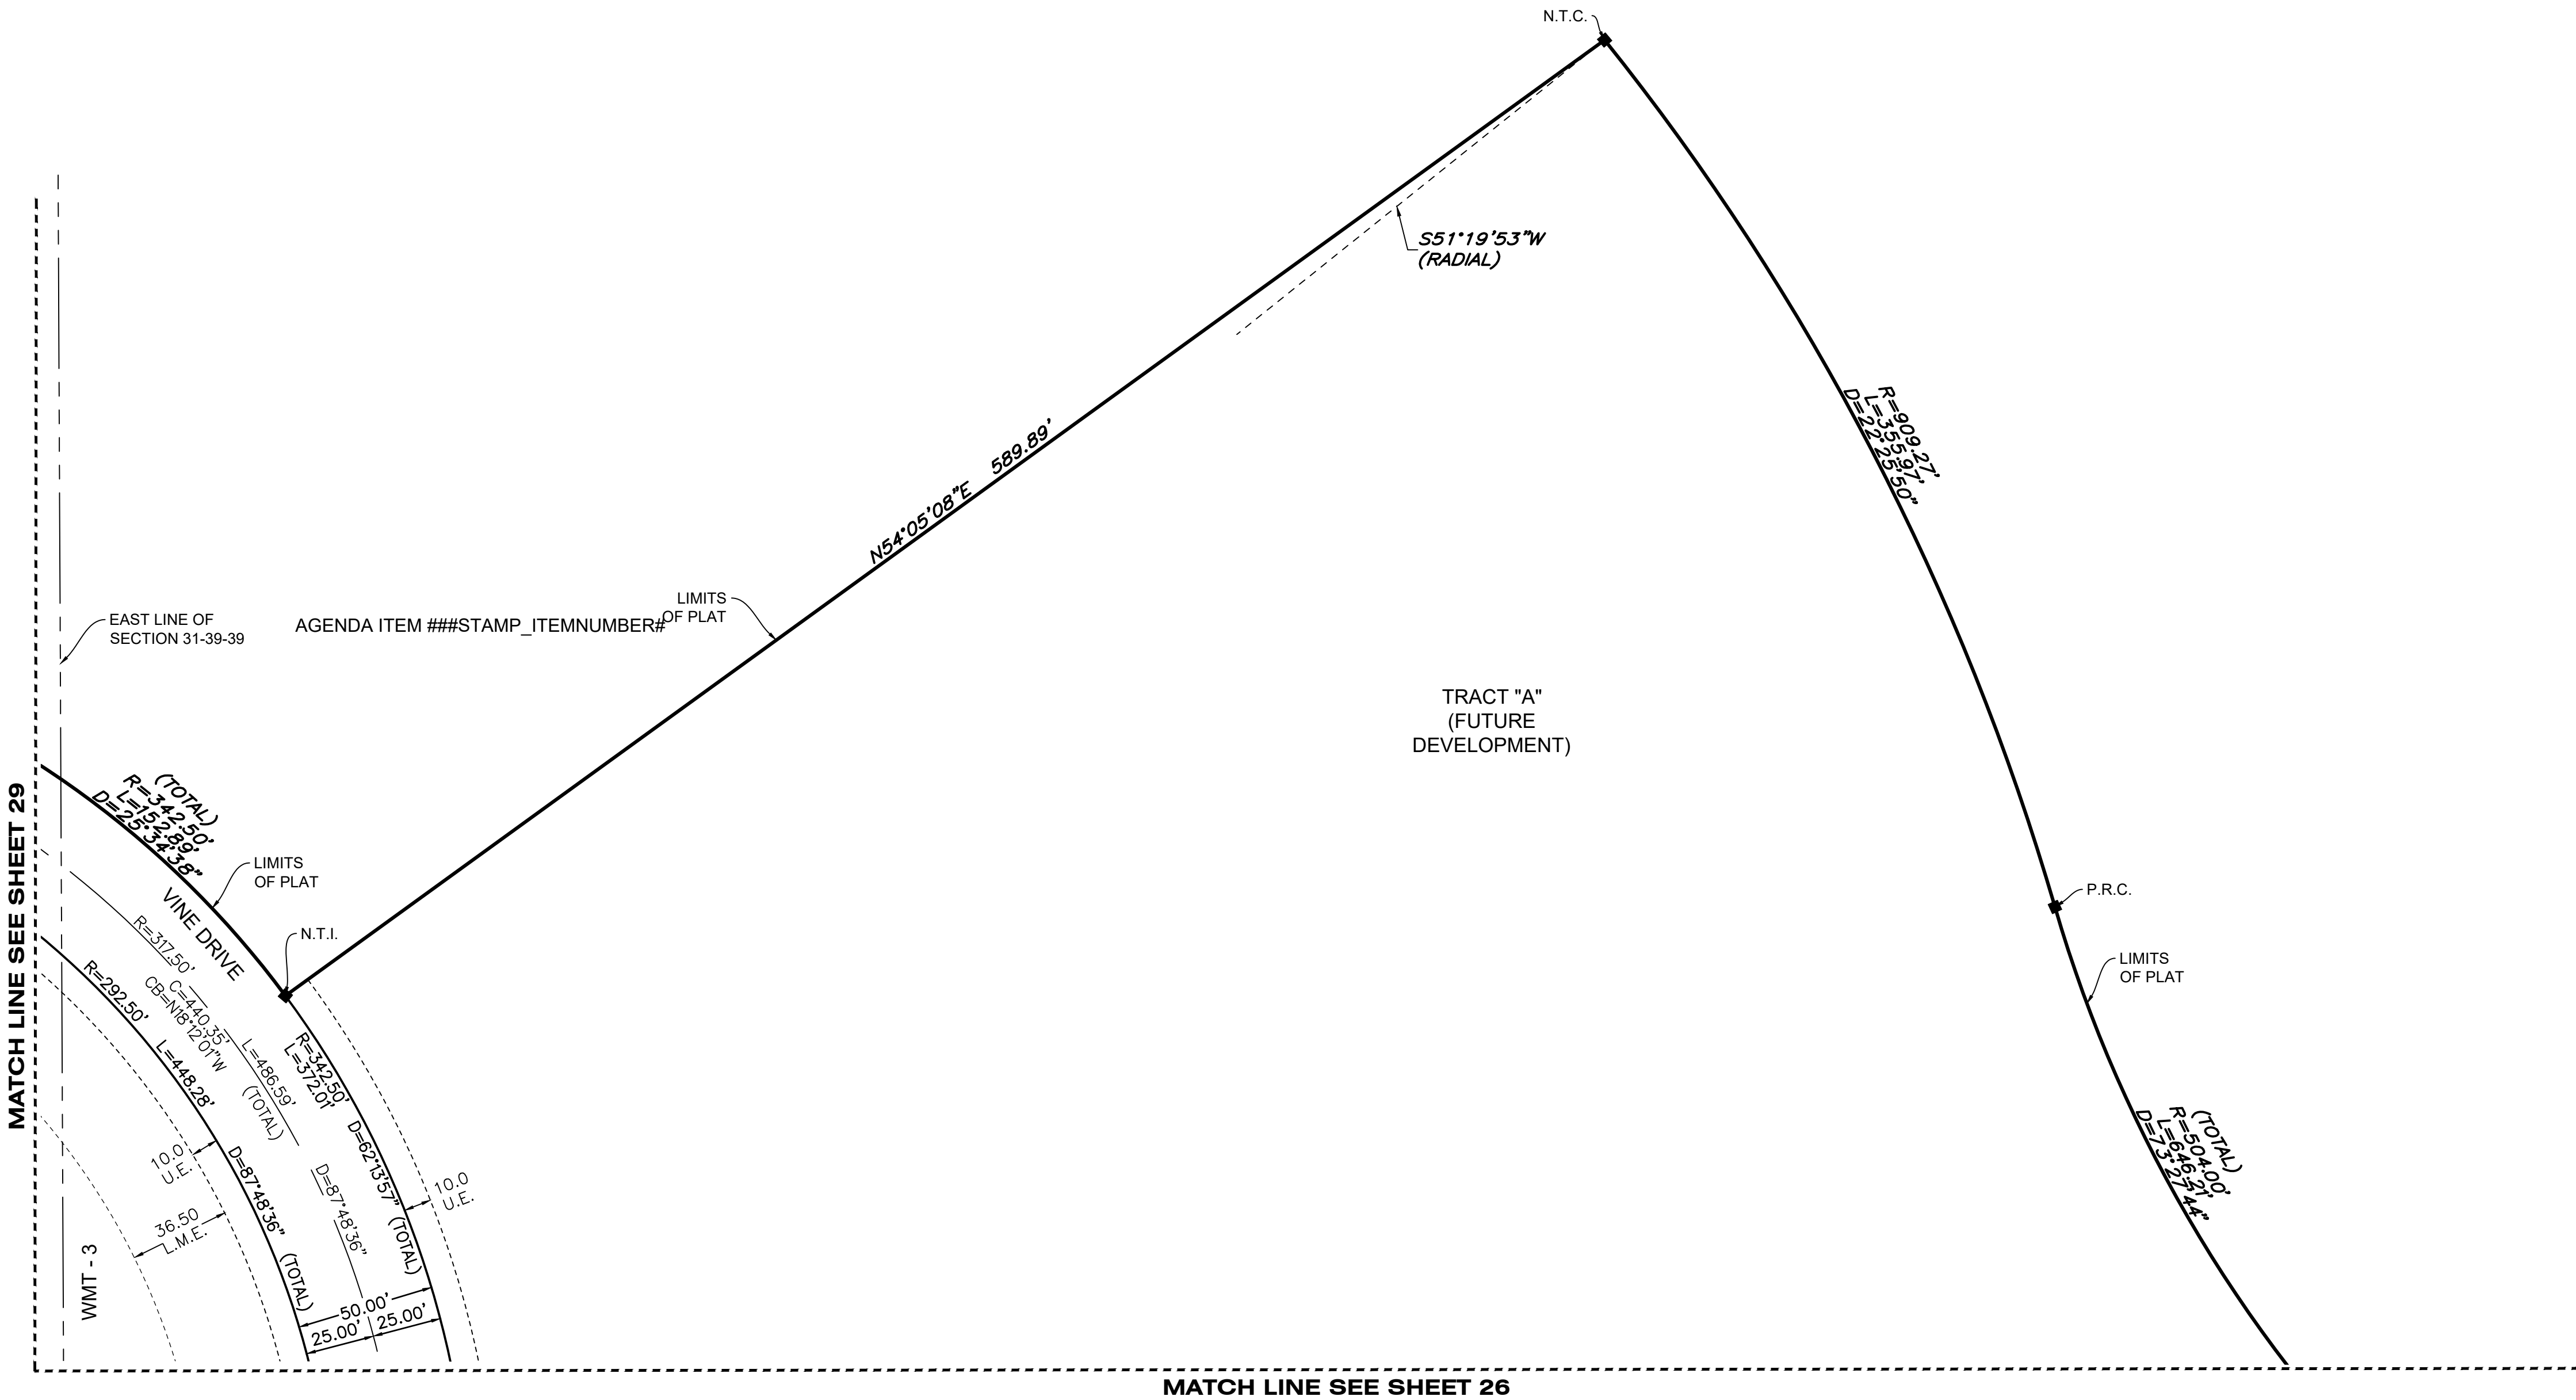 N.T.C.
S51°19'53"W
(RADIAL)
R=909.27'
L=355.97'
D=22°25'50"
589.89'
N54°05'08"E
LIMITS
OF PLAT
EAST LINE OF
SECTION 31-39-39
AGENDA ITEM ###STAMP_ITEMNUMBER#
TRACT "A"
(FUTURE
DEVELOPMENT)
MATCH LINE SEE SHEET 29
(TOTAL)
R=342.50'
L=152.89'
D=25°34'38"
LIMITS
OF PLAT
VINE DRIVE
N.T.I.
P.R.C.
LIMITS
OF PLAT
R=317.50'
C=440.35'
CB=N18°12'01"W
L=486.59'
(TOTAL)
D=87°48'36"
R=292.50'
L=448.28'
D=87°48'36"
(TOTAL)
R=342.50'
L=372.01'
D=62°13'57"
(TOTAL)
10.0
U.E.
10.0
U.E.
36.50
L.M.E.
WMT - 3
50.00'
25.00'
25.00'
(TOTAL)
R=504.00'
L=646.21'
D=73°27'44"
MATCH LINE SEE SHEET 26